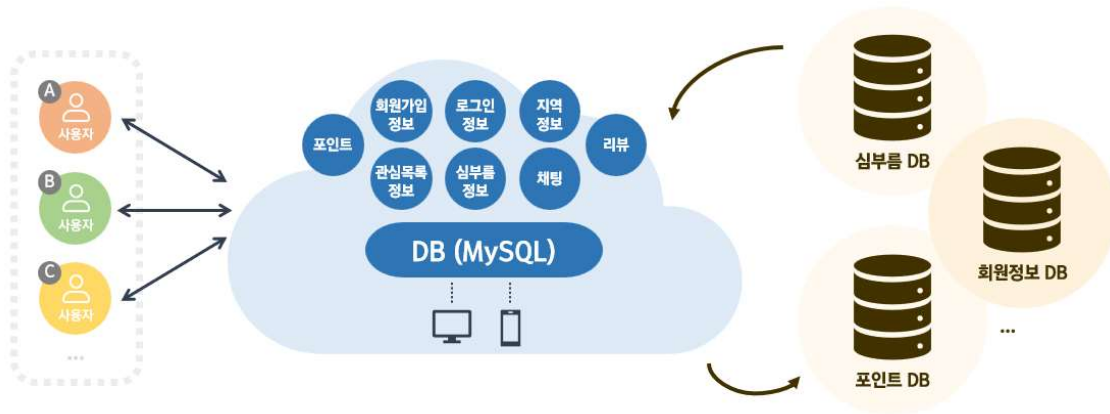 A
사용자
B
사용자
C
사용자
...
포인트
회원가입
정보
로그인
정보
지역
정보
리뷰
관심목록
정보
심부름
정보
채팅
DB (MySQL)
심부름 DB
회원정보 DB
포인트 DB
...